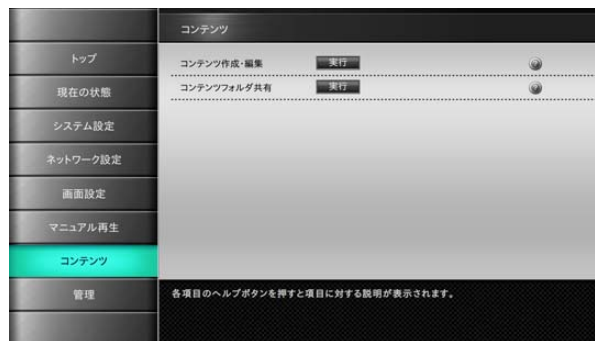 コンテンツ
トップ
現在の状態
システム設定
ネットワーク設定
画面設定
マニュアル再生
コンテンツ
管理
コンテンツ作成・編集 実行
コンテンツフォルダ共有 実行
各項目のヘルプボタンを押すと項目に対する説明が表示されます。